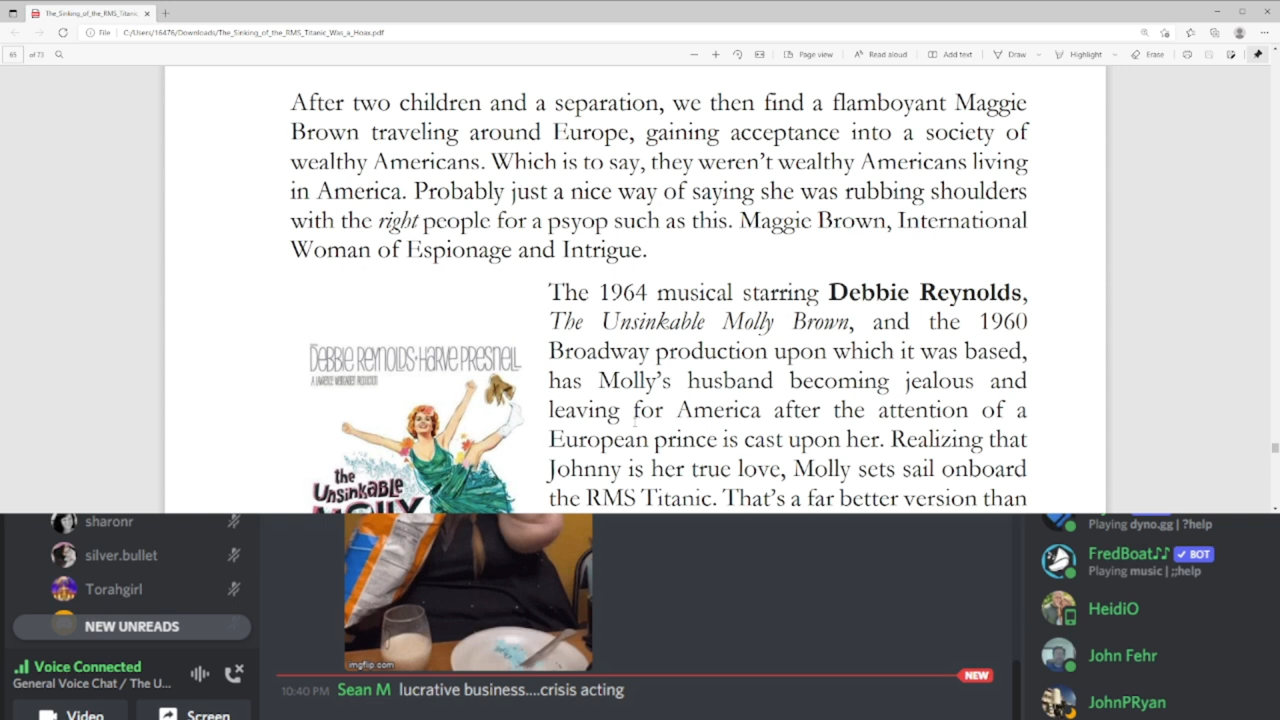 The_Sinking_of_the_RMS_Titanic_
File
C:/Users/16476/Downloads/The_Sinking_of_the_RMS_Titanic_Was_a_Hoax.pdf
65 of 73
Page view
Read aloud
Add text
Draw
Highlight
Erase
After two children and a separation, we then find a flamboyant Maggie
Brown traveling around Europe, gaining acceptance into a society of
wealthy Americans. Which is to say, they weren't wealthy Americans living
in America. Probably just a nice way of saying she was rubbing shoulders
with the right people for a psyop such as this. Maggie Brown, International
Woman of Espionage and Intrigue.
The 1964 musical starring Debbie Reynolds,
The Unsinkable Molly Brown, and the 1960
Broadway production upon which it was based,
has Molly's husband becoming jealous and
leaving for America after the attention of a
European prince is cast upon her. Realizing that
Johnny is her true love, Molly sets sail onboard
the RMS Titanic. That's a far better version than
DEBBIE REYNOLDS · HARVE PRESNELL
A LAWRENCE WEINGARTEN PRODUCTION
the
Unsinkable
MOLLY
sharonr
silver.bullet
Torahgirl
NEW UNREADS
Voice Connected
General Voice Chat / The U...
Video
Screen
imgflip.com
NEW
10:40 PM Sean M lucrative business....crisis acting
Playing dyno.gg | ?help
FredBoat♪♪ ✓ BOT
Playing music | ;;help
HeidiO
John Fehr
JohnPRyan